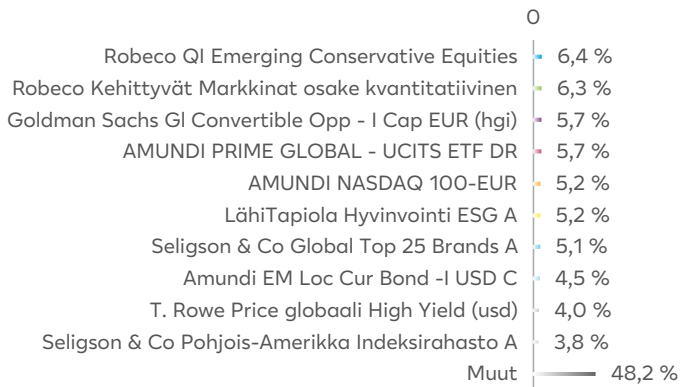 0
Robeco QI Emerging Conservative Equities 6,4 %
Robeco Kehittyvät Markkinat osake kvantitatiivinen 6,3 %
Goldman Sachs Gl Convertible Opp - I Cap EUR (hgi) 5,7 %
AMUNDI PRIME GLOBAL - UCITS ETF DR 5,7 %
AMUNDI NASDAQ 100-EUR 5,2 %
LähiTapiola Hyvinvointi ESG A 5,2 %
Seligson & Co Global Top 25 Brands A 5,1 %
Amundi EM Loc Cur Bond -I USD C 4,5 %
T. Rowe Price globaali High Yield (usd) 4,0 %
Seligson & Co Pohjois-Amerikka Indeksirahasto A 3,8 %
Muut 48,2 %